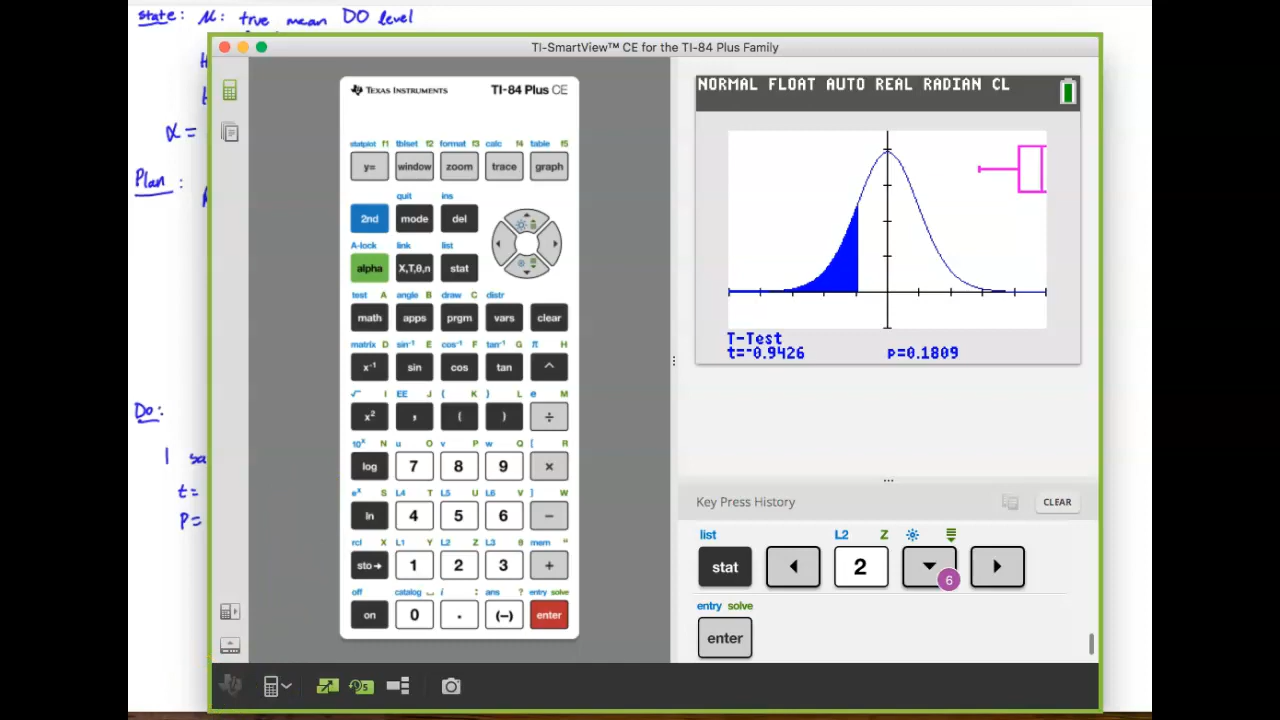 state: μ: true mean DO level
TI-SmartView™ CE for the TI-84 Plus Family
α =
Plan :
Do:
1 sa
t =
P =
TEXAS INSTRUMENTS TI-84 Plus CE
statplot f1 tblset f2 format f3 calc f4 table f5
y= window zoom trace graph
quit ins
2nd mode del
A-lock link list
alpha X,T,θ,n stat
test A angle B draw C distr
math apps prgm vars clear
matrix D sin⁻¹ E cos⁻¹ F tan⁻¹ G π H
x⁻¹ sin cos tan ^
√ I EE J { K } L e M
x² , ( ) ÷
10ˣ N u O v P w Q [ R
log 7 8 9 ×
eˣ S L4 T L5 U L6 V ] W
ln 4 5 6 −
rcl X L1 Y L2 Z L3 θ mem "
sto→ 1 2 3 +
off catalog ⎵ i : ans ? entry solve
on 0 . (−) enter
NORMAL FLOAT AUTO REAL RADIAN CL
T-Test
t=-0.9426 p=0.1809
Key Press History CLEAR
list L2 Z
stat 2 6
entry solve
enter